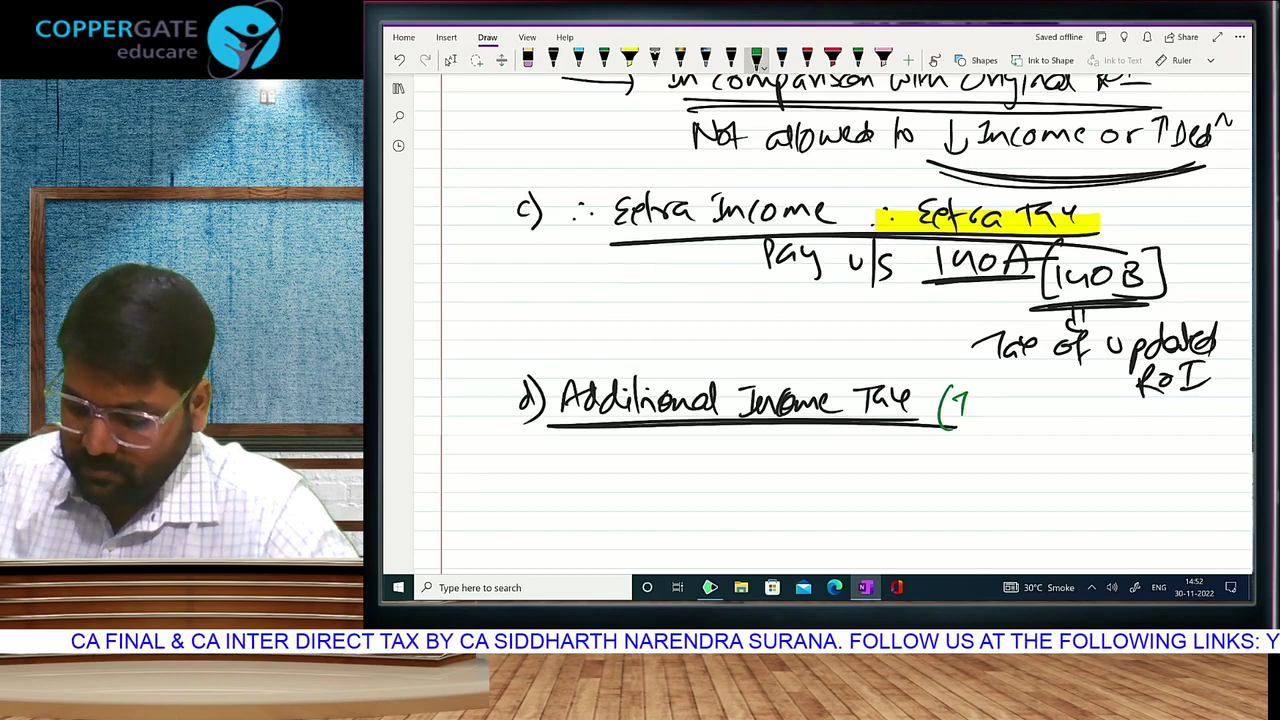 COPPERGATE
educare
Home Insert Draw View Help
Saved offline Share
Shapes Ink to Shape Ink to Text Ruler
In comparison with Original RoI
Not allowed to ↓ Income or ↑ Dedⁿ
c) ∴ Extra Income ∴ Extra Tax
Pay u/s 140A [140B]
Tax of updated
RoI
d) Additional Income Tax (
Type here to search
30°C Smoke ENG 14:52
30-11-2022
CA FINAL & CA INTER DIRECT TAX BY CA SIDDHARTH NARENDRA SURANA. FOLLOW US AT THE FOLLOWING LINKS: Y